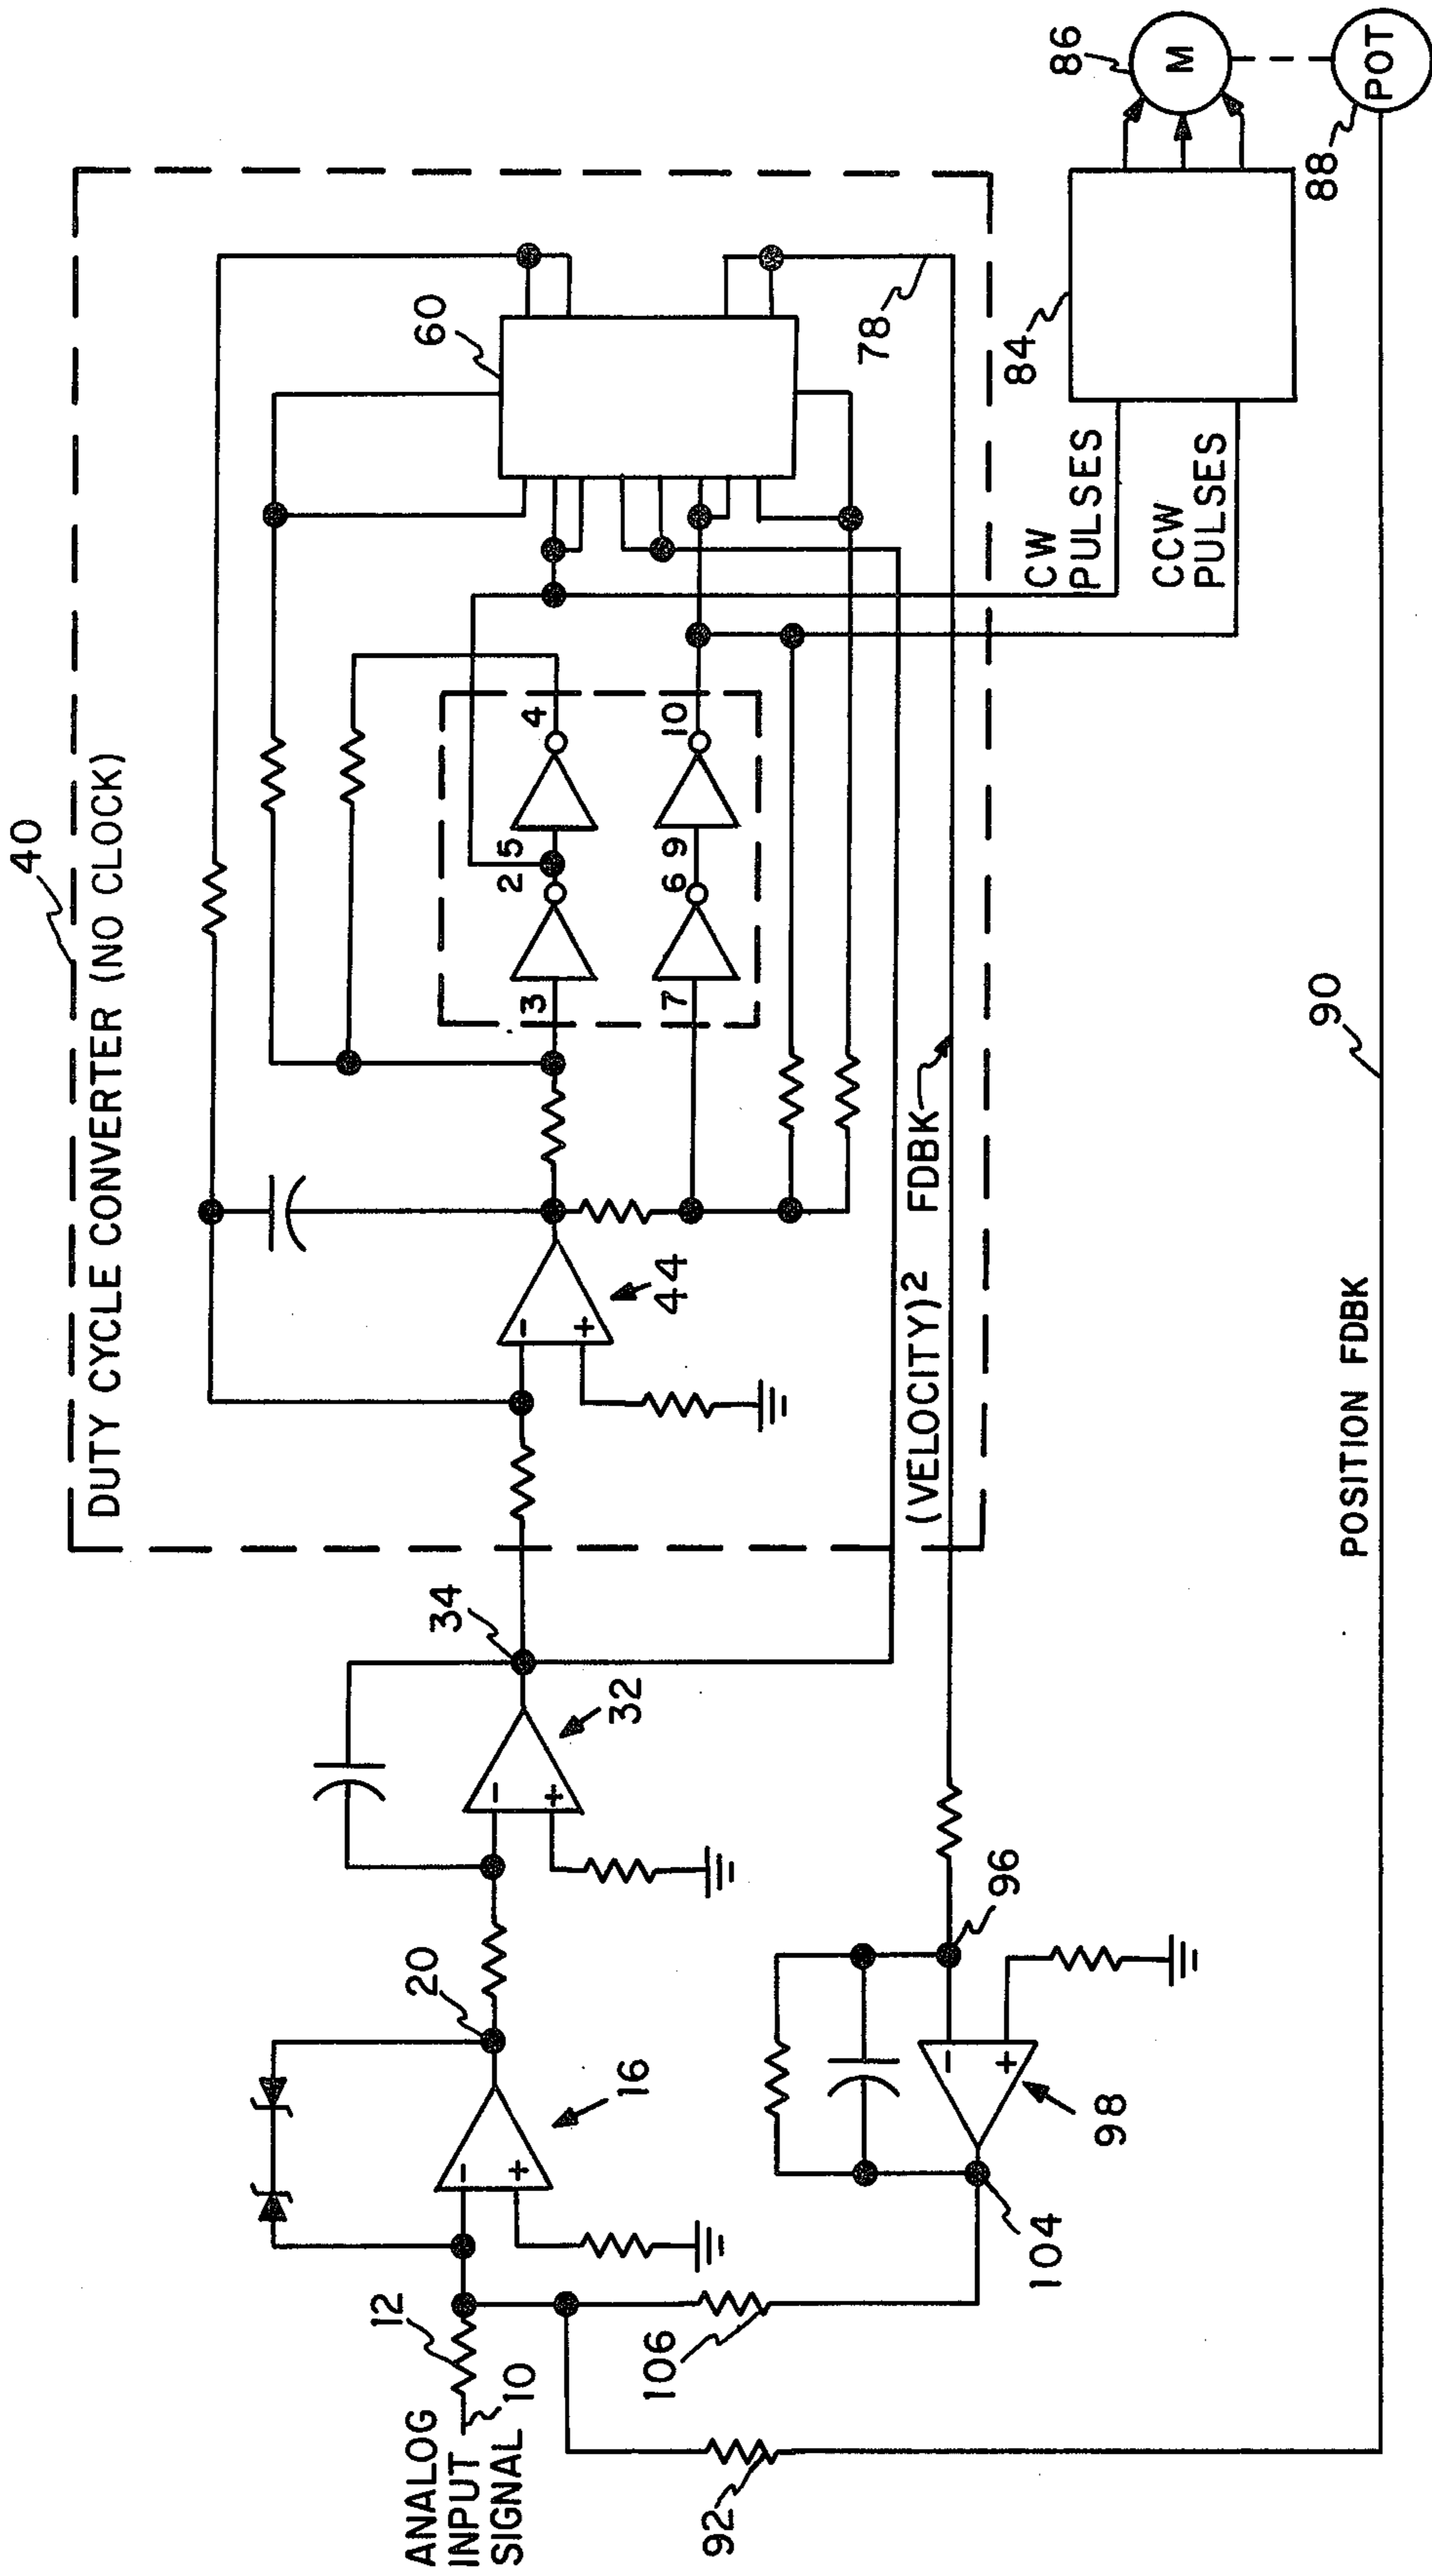 40
DUTY CYCLE CONVERTER (NO CLOCK)
60
3
2
5
4
7
6
9
10
78
44
(VELOCITY)2 FDBK
CW
PULSES
CCW
PULSES
84
86
M
88
POT
34
-
+
32
20
-
+
16
12
10
ANALOG
INPUT
SIGNAL
-
+
96
-
+
98
104
106
92
POSITION FDBK
90